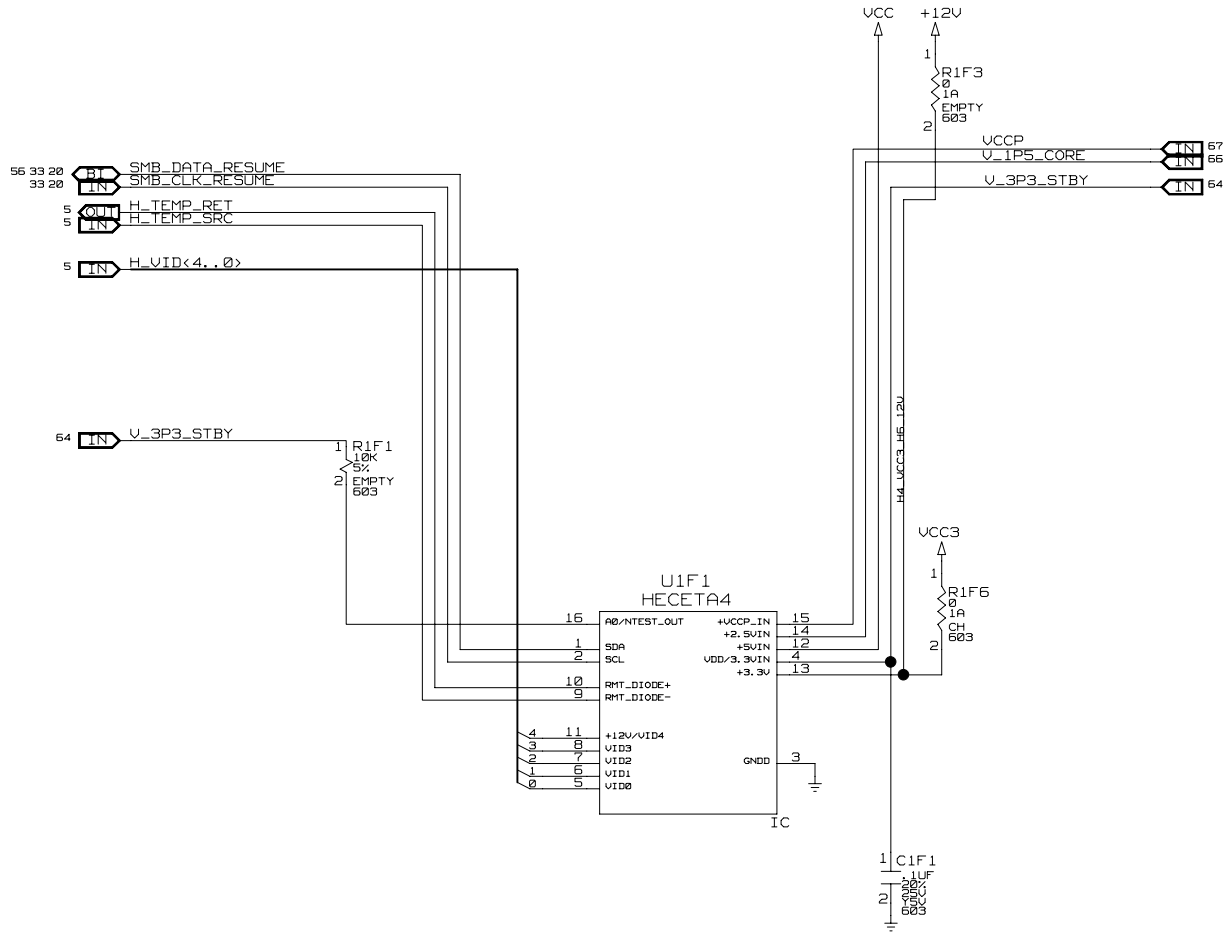 VCC
+12V
1
R1F3
0
1A
EMPTY
603
2
VCCP
IN 67
V_1P5_CORE
IN 66
V_3P3_STBY
IN 64
56 33 20 BI SMB_DATA_RESUME
33 20 IN SMB_CLK_RESUME
5 OUT H_TEMP_RET
5 IN H_TEMP_SRC
5 IN H_VID<4..0>
64 IN V_3P3_STBY
1 R1F1
10K
5%
2 EMPTY
603
H4_VCC3_H6_12V
VCC3
1
R1F6
0
1A
CH
603
2
U1F1
HECETA4
16 A0/NTEST_OUT
1 SDA
2 SCL
10 RMT_DIODE+
9 RMT_DIODE-
4 11 +12V/VID4
3 8 VID3
2 7 VID2
1 6 VID1
0 5 VID0
+VCCP_IN 15
+2.5VIN 14
+5VIN 12
VDD/3.3VIN 4
+3.3V 13
GNDD 3
IC
1 C1F1
.1UF
20%
25V
2 Y5V
603